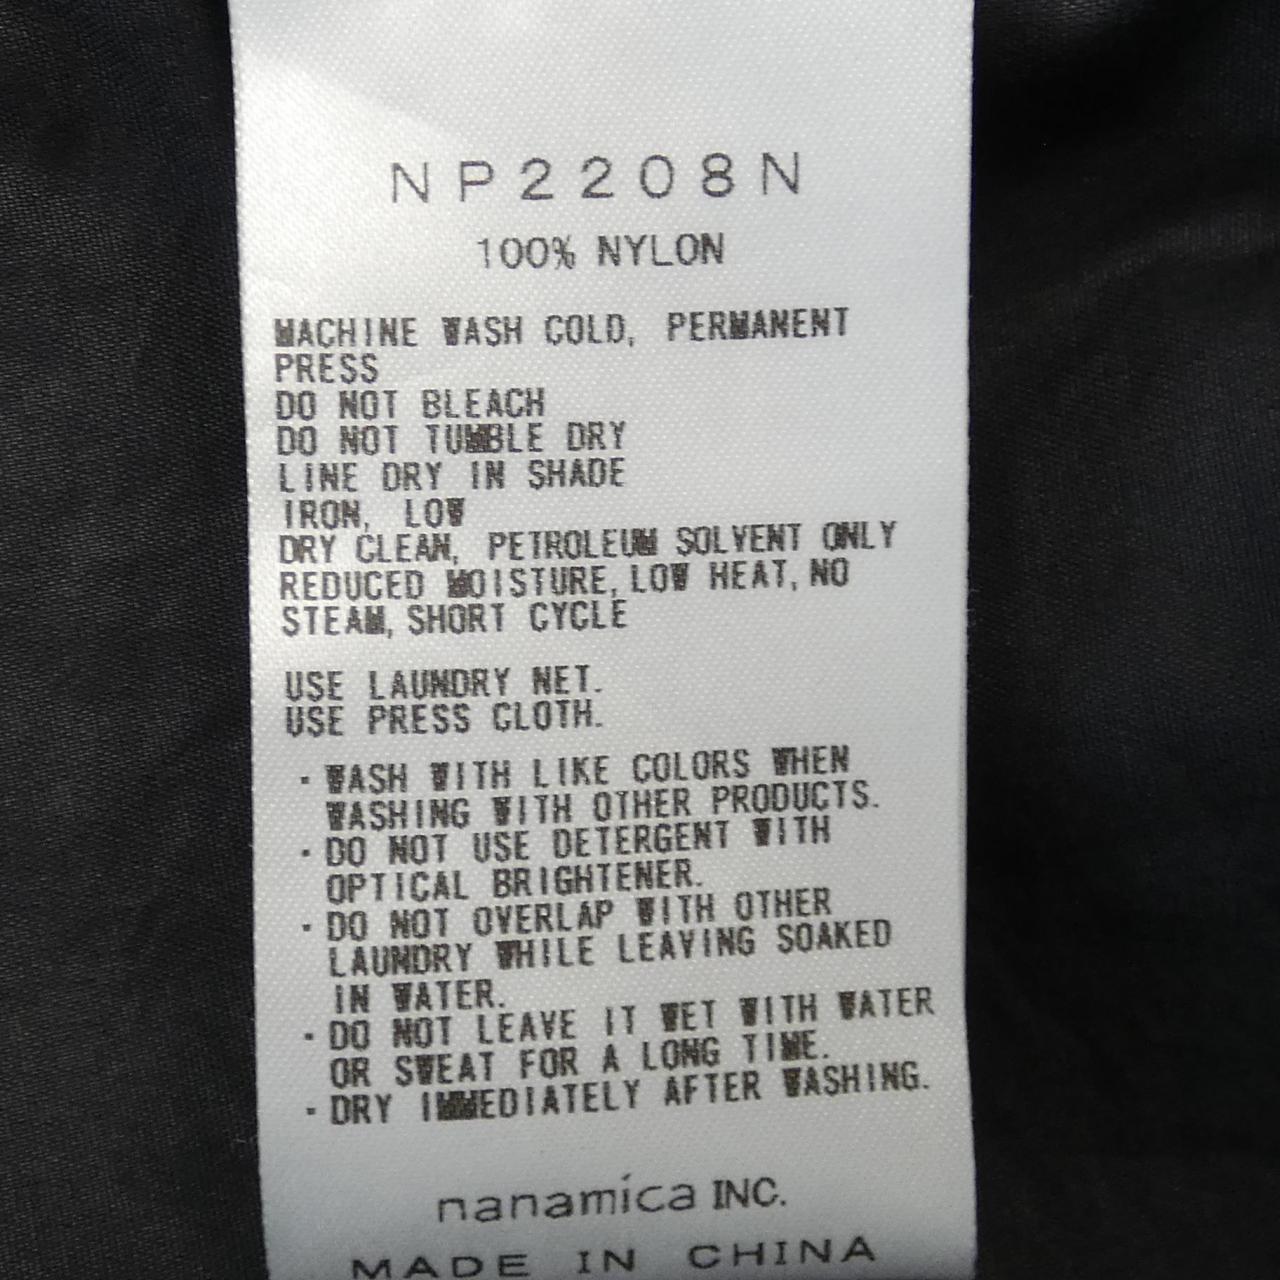 NP2208N
100% NYLON
MACHINE WASH COLD, PERMANENT
PRESS
DO NOT BLEACH
DO NOT TUMBLE DRY
LINE DRY IN SHADE
IRON, LOW
DRY CLEAN, PETROLEUM SOLVENT ONLY
REDUCED MOISTURE, LOW HEAT, NO
STEAM, SHORT CYCLE
USE LAUNDRY NET.
USE PRESS CLOTH.
・WASH WITH LIKE COLORS WHEN
WASHING WITH OTHER PRODUCTS.
・DO NOT USE DETERGENT WITH
OPTICAL BRIGHTENER.
・DO NOT OVERLAP WITH OTHER
LAUNDRY WHILE LEAVING SOAKED
IN WATER.
・DO NOT LEAVE IT WET WITH WATER
OR SWEAT FOR A LONG TIME.
・DRY IMMEDIATELY AFTER WASHING.
nanamica INC.
MADE IN CHINA